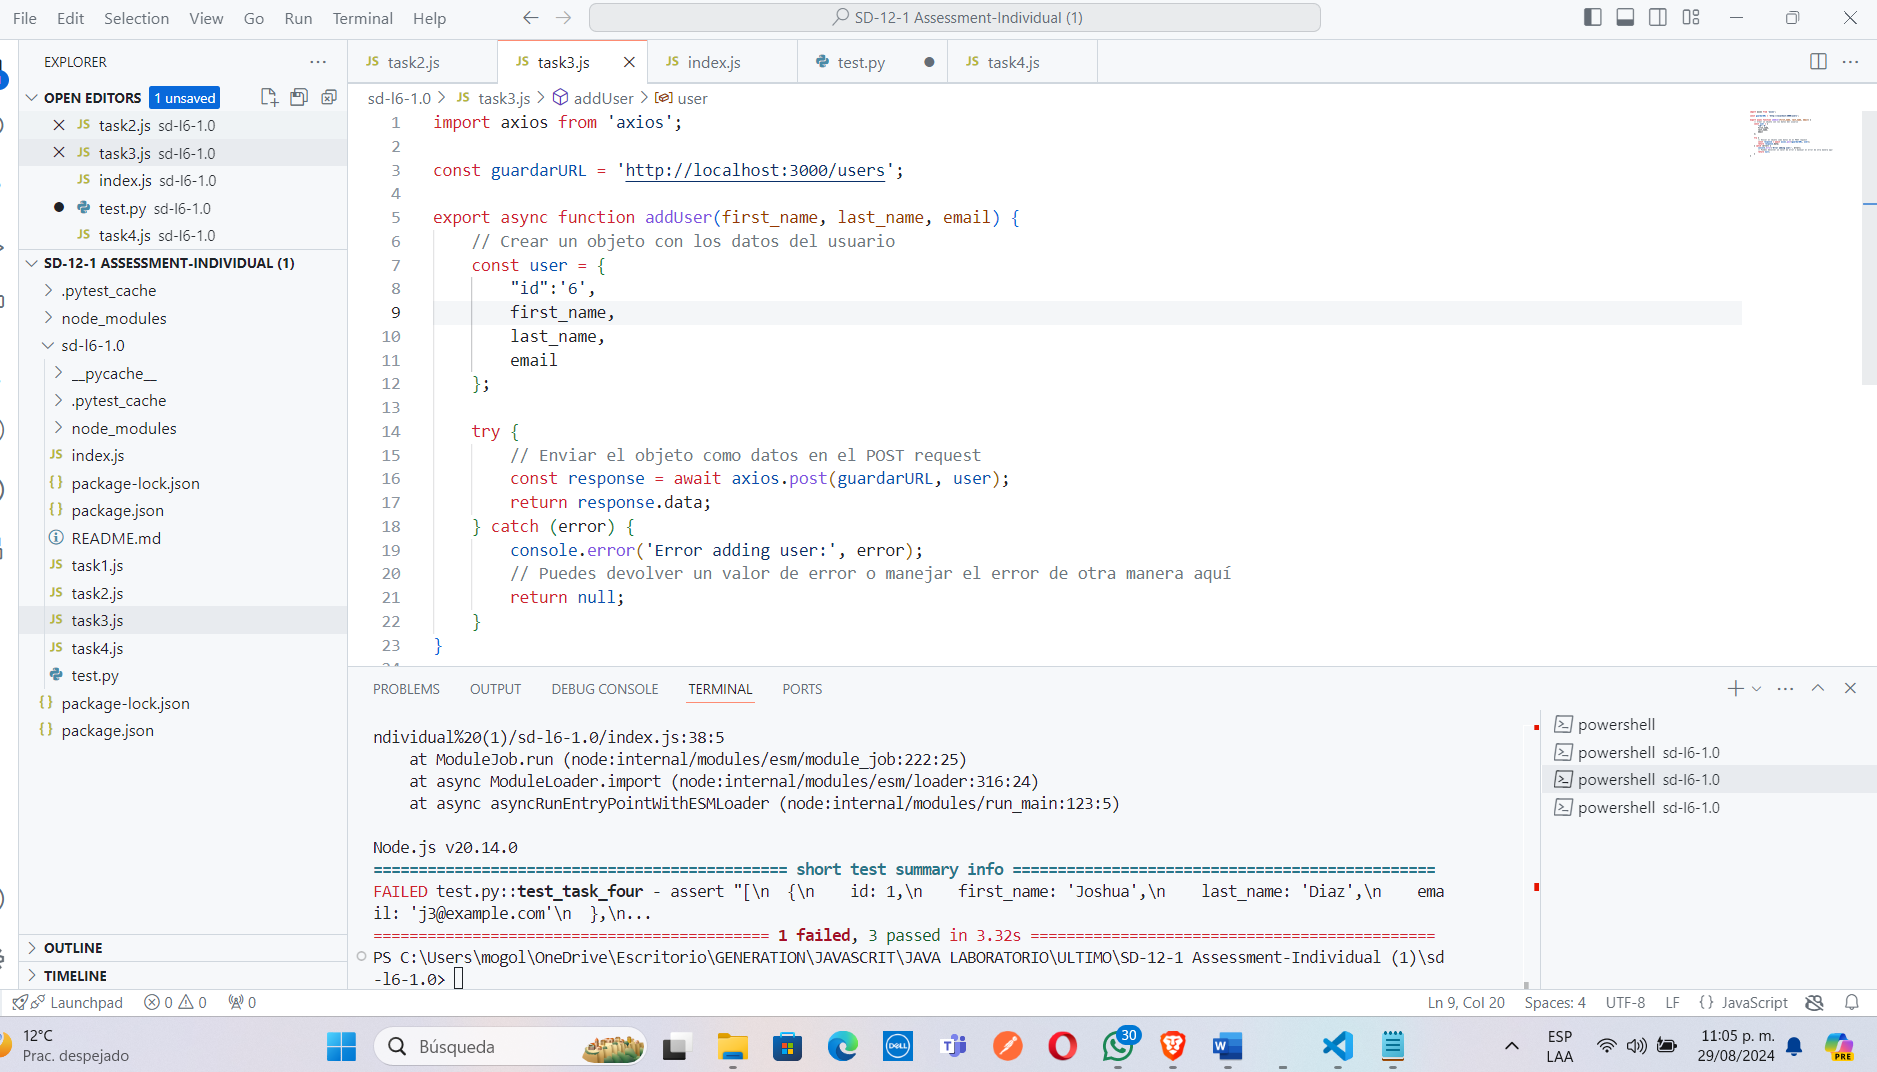 File Edit Selection View Go Run Terminal Help
SD-12-1 Assessment-Individual (1)
EXPLORER
OPEN EDITORS 1 unsaved
JS task2.js sd-l6-1.0
JS task3.js sd-l6-1.0
JS index.js sd-l6-1.0
test.py sd-l6-1.0
JS task4.js sd-l6-1.0
SD-12-1 ASSESSMENT-INDIVIDUAL (1)
.pytest_cache
node_modules
sd-l6-1.0
__pycache__
.pytest_cache
node_modules
JS index.js
{} package-lock.json
{} package.json
README.md
JS task1.js
JS task2.js
JS task3.js
JS task4.js
test.py
{} package-lock.json
{} package.json
OUTLINE
TIMELINE
JS task2.js JS task3.js JS index.js test.py JS task4.js
sd-l6-1.0 > JS task3.js > addUser > user
1 import axios from 'axios';
2
3 const guardarURL = 'http://localhost:3000/users';
4
5 export async function addUser(first_name, last_name, email) {
6 // Crear un objeto con los datos del usuario
7 const user = {
8 "id":'6',
9 first_name,
10 last_name,
11 email
12 };
13
14 try {
15 // Enviar el objeto como datos en el POST request
16 const response = await axios.post(guardarURL, user);
17 return response.data;
18 } catch (error) {
19 console.error('Error adding user:', error);
20 // Puedes devolver un valor de error o manejar el error de otra manera aquí
21 return null;
22 }
23 }
PROBLEMS OUTPUT DEBUG CONSOLE TERMINAL PORTS
ndividual%20(1)/sd-l6-1.0/index.js:38:5
at ModuleJob.run (node:internal/modules/esm/module_job:222:25)
at async ModuleLoader.import (node:internal/modules/esm/loader:316:24)
at async asyncRunEntryPointWithESMLoader (node:internal/modules/run_main:123:5)
Node.js v20.14.0
============================================== short test summary info ===============================================
FAILED test.py::test_task_four - assert "[\n {\n id: 1,\n first_name: 'Joshua',\n last_name: 'Diaz',\n ema
il: 'j3@example.com'\n },\n...
============================================ 1 failed, 3 passed in 3.32s =============================================
PS C:\Users\mogol\OneDrive\Escritorio\GENERATION\JAVASCRIT\JAVA LABORATORIO\ULTIMO\SD-12-1 Assessment-Individual (1)\sd
-l6-1.0>
powershell
powershell sd-l6-1.0
powershell sd-l6-1.0
powershell sd-l6-1.0
Launchpad 0 0 0
Ln 9, Col 20 Spaces: 4 UTF-8 LF {} JavaScript
12°C
Prac. despejado
Búsqueda
DELL
30
W
ESP
LAA
11:05 p. m.
29/08/2024
PRE